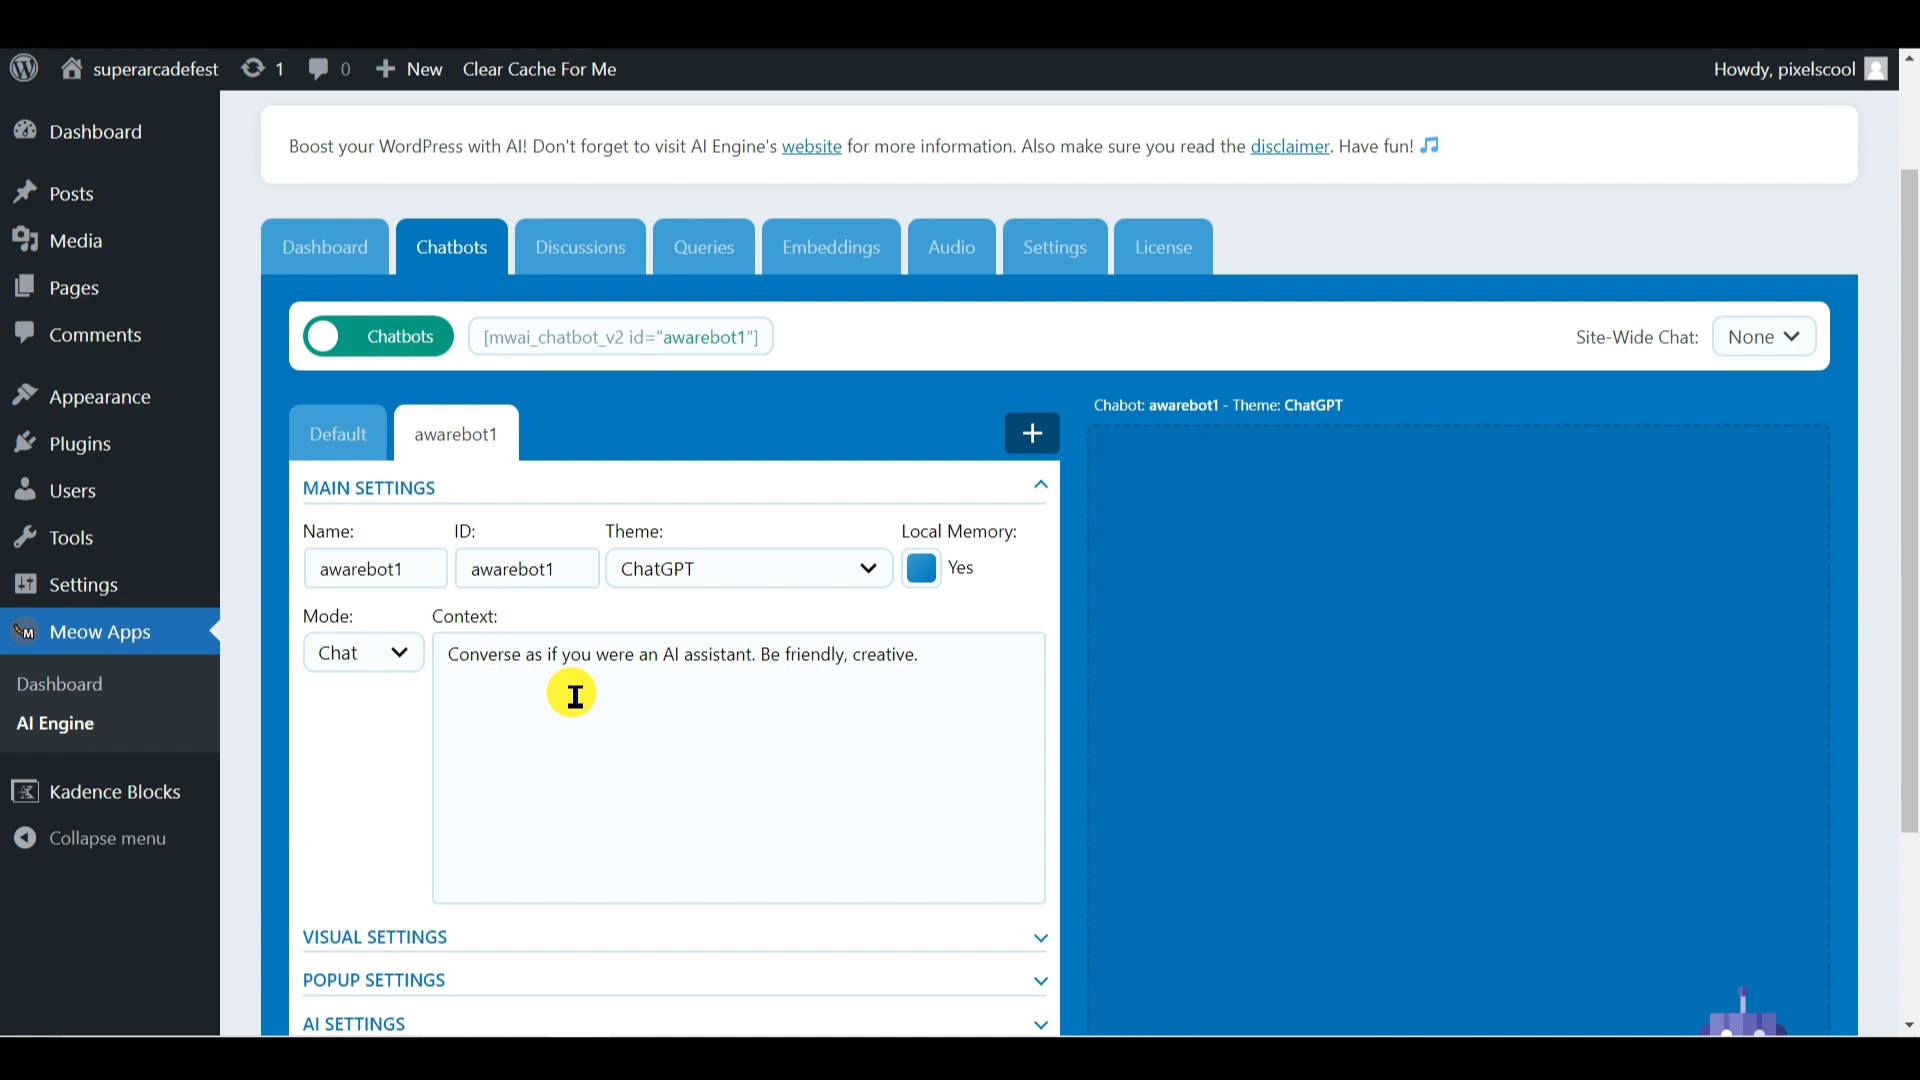 superarcadefest 1 0 New Clear Cache For Me Howdy, pixelscool
Dashboard
Posts
Media
Pages
Comments
Appearance
Plugins
Users
Tools
Settings
Meow Apps
Dashboard
AI Engine
Kadence Blocks
Collapse menu
Boost your WordPress with AI! Don't forget to visit AI Engine's website for more information. Also make sure you read the disclaimer. Have fun!
Dashboard Chatbots Discussions Queries Embeddings Audio Settings License
Chatbots [mwai_chatbot_v2 id="awarebot1"] Site-Wide Chat: None
Default awarebot1 +
Chabot: awarebot1 - Theme: ChatGPT
MAIN SETTINGS
Name: ID: Theme: Local Memory:
awarebot1 awarebot1 ChatGPT Yes
Mode: Context:
Chat Converse as if you were an AI assistant. Be friendly, creative.
VISUAL SETTINGS
POPUP SETTINGS
AI SETTINGS